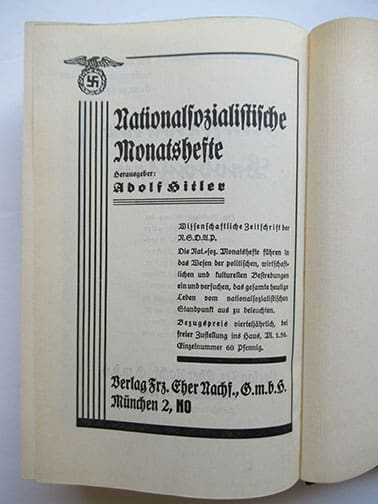 Nationalsozialistische
Monatshefte
Herausgeber:
Adolf Hitler
Wissenschaftliche Zeitschrift der
N.S.D.A.P.
Die Nat.-soz. Monatshefte führen in
das Wesen der politischen, wirtschaft-
lichen und kulturellen Bestrebungen
ein und versuchen, das gesamte heutige
Leben vom nationalsozialistischen
Standpunkt aus zu beleuchten.
Bezugspreis vierteljährlich, bei
freier Zustellung ins Haus, M. 1.56.
Einzelnummer 60 Pfennig.
Verlag Frz. Eher Nachf., G.m.b.H.
München 2, NO